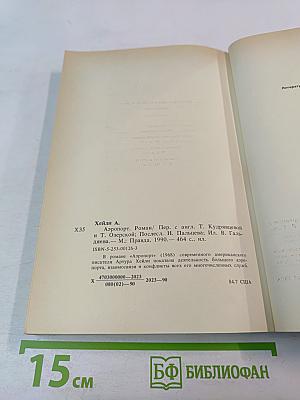 Хейли А.
Х35 Аэропорт. Роман/ Пер. с англ. Т. Кудрявцевой
и Т. Озерской; Послесл. Н. Пальцева; Ил. В. Галь-
дяева.— М.: Правда, 1990.— 464 с., ил.
ISBN-5-253-00126-3
В романе «Аэропорт» (1968) современного американского
писателя Артура Хейли показана деятельность большого аэро-
порта, взаимосвязи и конфликты всех его многочисленных служб.
Х 4703000000—2023 2023—90
080(02)—90
84.7 США
Литерату
15 см
БФ БИБЛИОФАН